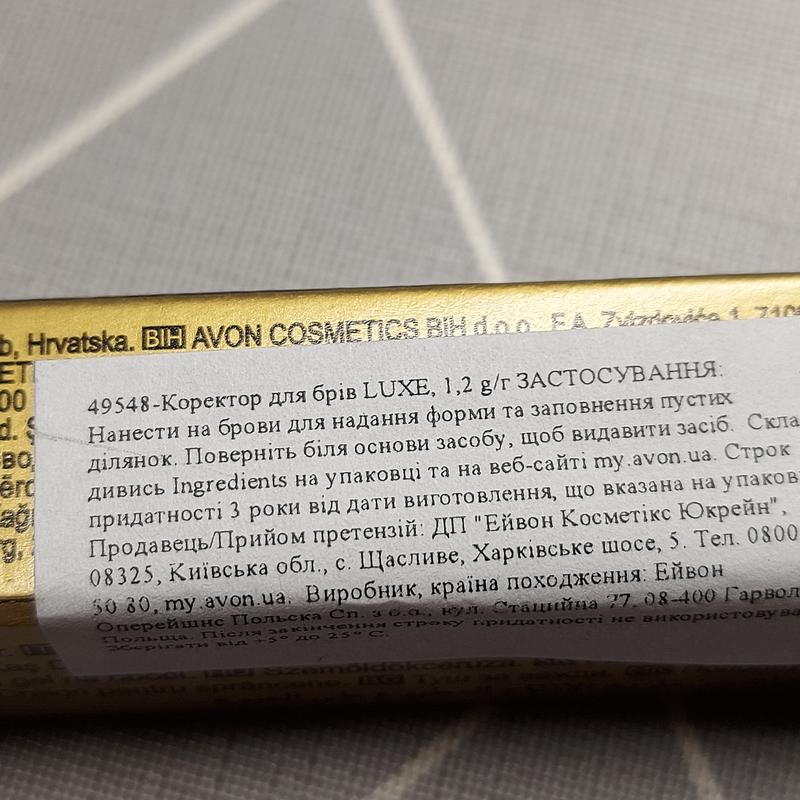 b, Hrvatska. BIH AVON COSMETICS BiH d.o.o.
49548-Коректор для брів LUXE, 1,2 g/г ЗАСТОСУВАННЯ:
Нанести на брови для надання форми та заповнення пустих
ділянок. Поверніть біля основи засобу, щоб видавити засіб. Скла
дивись Ingredients на упаковці та на веб-сайті my.avon.ua. Строк
придатності 3 роки від дати виготовлення, що вказана на упаков
Продавець/Прийом претензій: ДП "Ейвон Косметікс Юкрейн",
08325, Київська обл., с. Щасливе, Харківське шосе, 5. Тел. 0800
50 80, my.avon.ua. Виробник, країна походження: Ейвон
Оперейшнс Польска Сп. з о.о., вул. Стацийна 77, 08-400 Гарвол
Польща. Після закінчення строку придатності не використовува
Зберігати від +5° до 25° С.